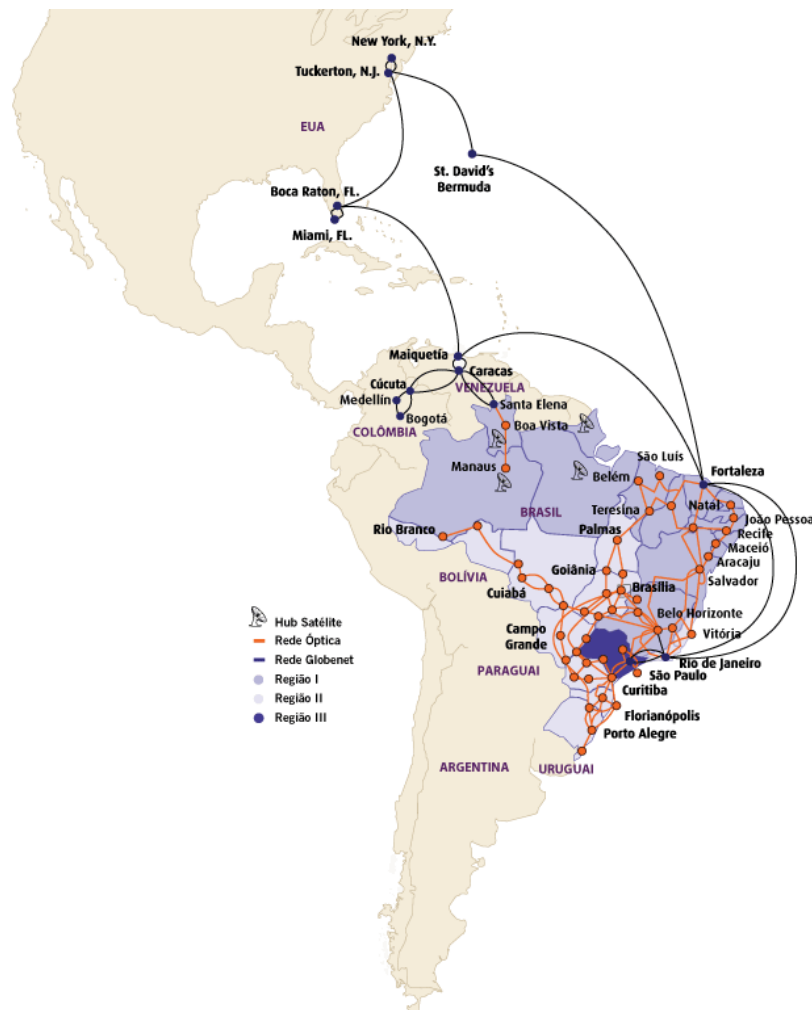 New York, N.Y.
Tuckerton, N.J.
EUA
St. David's
Bermuda
Boca Raton, FL.
Miami, FL.
Maiquetía
Caracas
Cúcuta
VENEZUELA
Medellín
Santa Elena
Bogotá
Boa Vista
COLÔMBIA
São Luís
Manaus
Belém
Fortaleza
Teresina
Natal
BRASIL
João Pessoa
Rio Branco
Palmas
Recife
Maceió
Goiânia
Aracaju
BOLÍVIA
Brasília
Salvador
Cuiabá
Belo Horizonte
Hub Satélite
Campo
Grande
Vitória
Rede Óptica
Rede Globenet
PARAGUAI
Rio de Janeiro
São Paulo
Região I
Curitiba
Região II
Florianópolis
Região III
Porto Alegre
ARGENTINA
URUGUAI